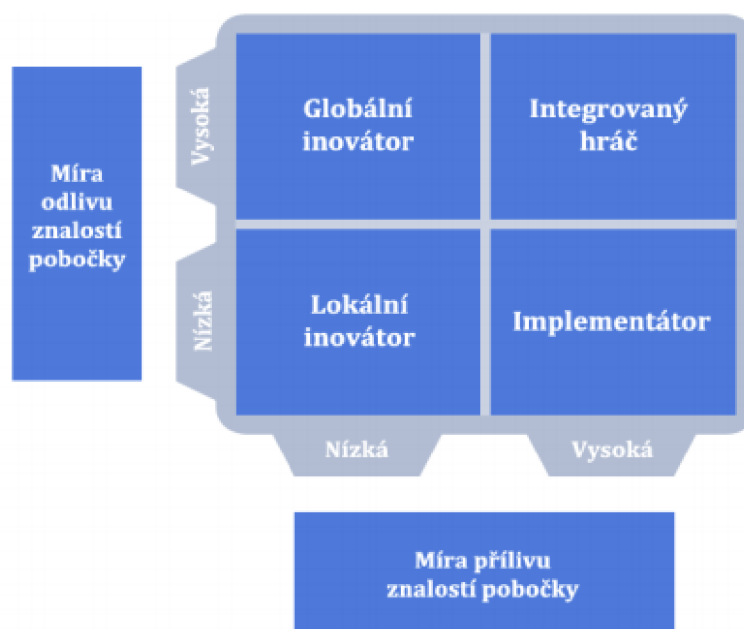 Míra
odlivu
znalostí
pobočky
Vysoká
Globální
inovátor
Integrovaný
hráč
Nízká
Lokální
inovátor
Implementátor
Nízká
Vysoká
Míra přílivu
znalostí pobočky